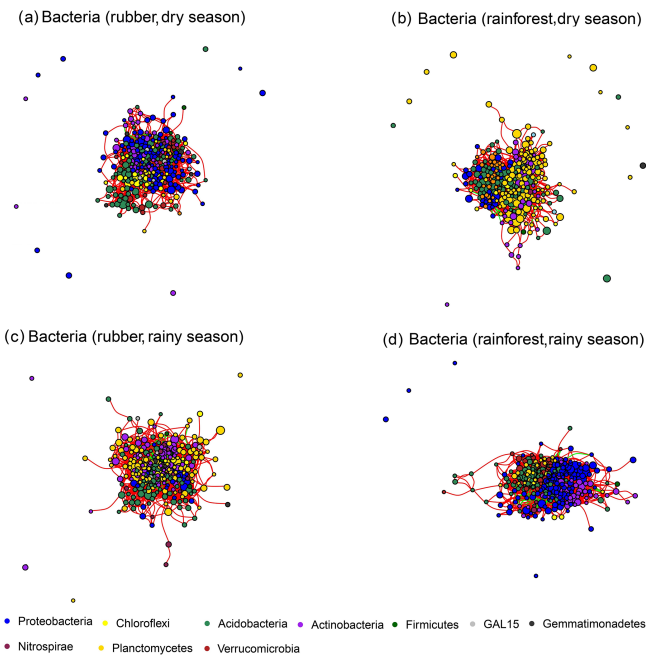 (a) Bacteria (rubber, dry season)
(b) Bacteria (rainforest, dry season)
(c) Bacteria (rubber, rainy season)
(d) Bacteria (rainforest, rainy season)
Proteobacteria Chloroflexi Acidobacteria Actinobacteria Firmicutes GAL15 Gemmatimonadetes
Nitrospirae Planctomycetes Verrucomicrobia